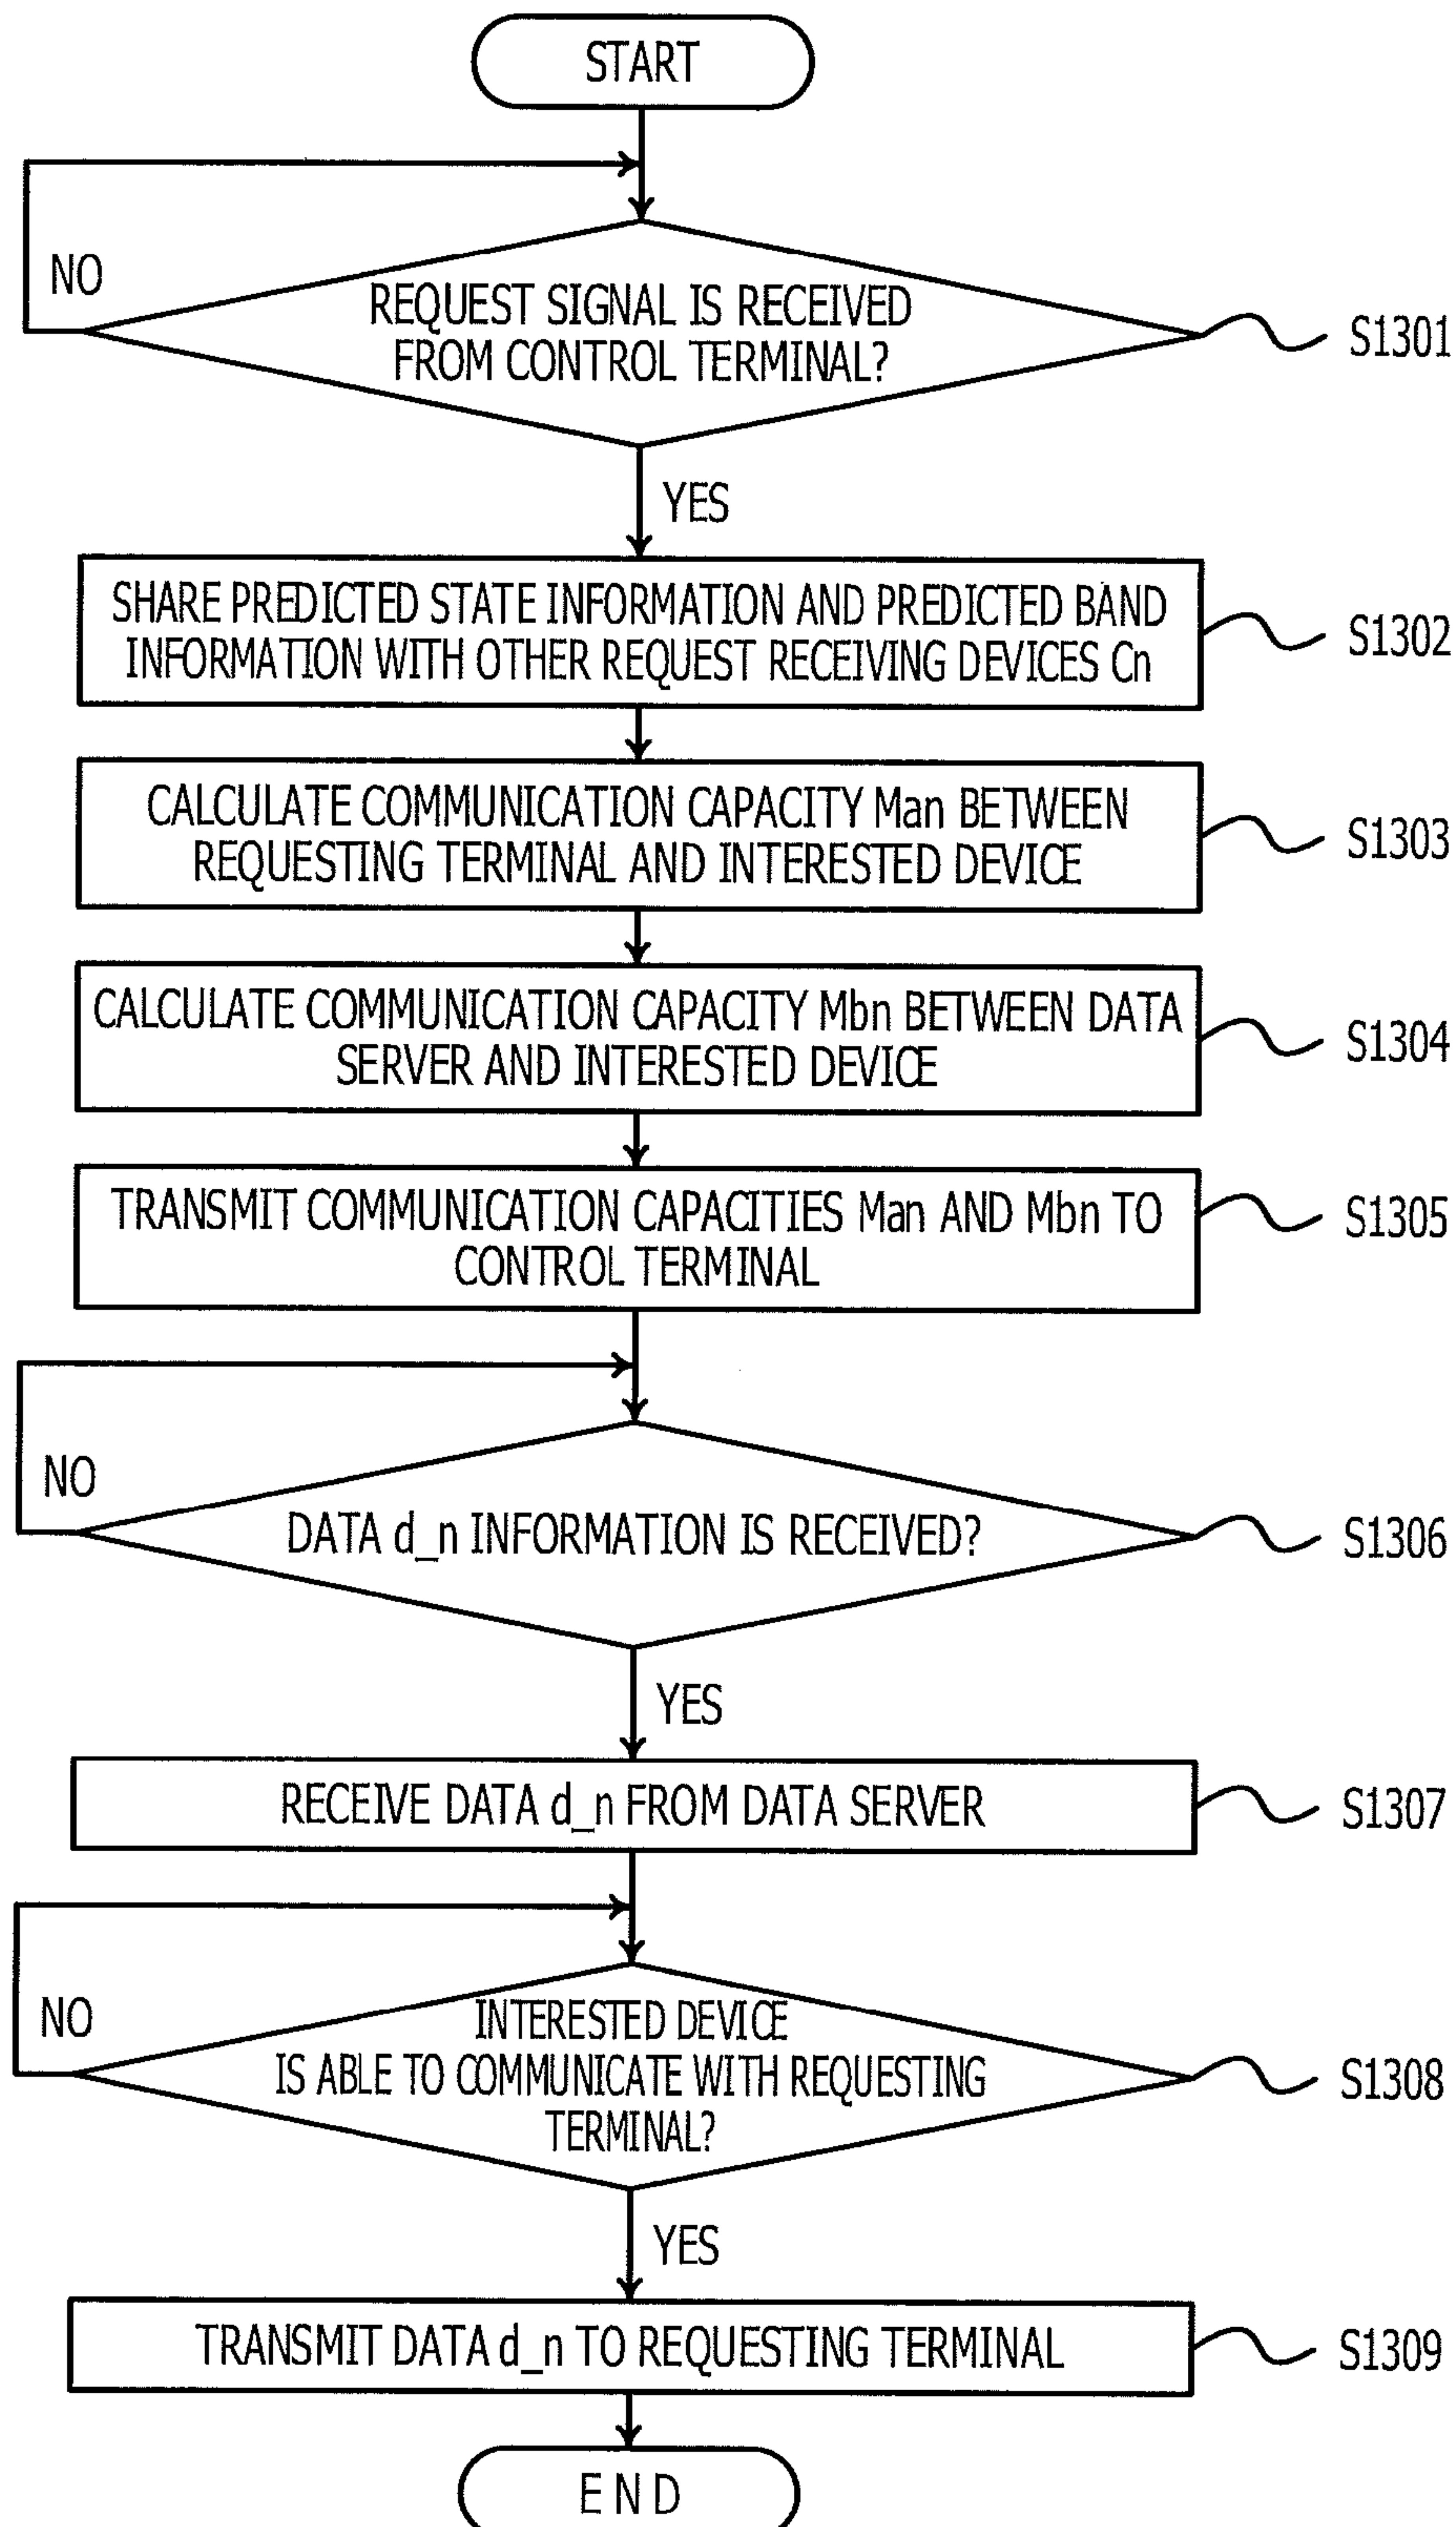 START
NO
REQUEST SIGNAL IS RECEIVED
FROM CONTROL TERMINAL?
S1301
YES
SHARE PREDICTED STATE INFORMATION AND PREDICTED BAND
INFORMATION WITH OTHER REQUEST RECEIVING DEVICES Cn
S1302
CALCULATE COMMUNICATION CAPACITY Man BETWEEN
REQUESTING TERMINAL AND INTERESTED DEVICE
S1303
CALCULATE COMMUNICATION CAPACITY Mbn BETWEEN DATA
SERVER AND INTERESTED DEVICE
S1304
TRANSMIT COMMUNICATION CAPACITIES Man AND Mbn TO
CONTROL TERMINAL
S1305
NO
DATA d_n INFORMATION IS RECEIVED?
S1306
YES
RECEIVE DATA d_n FROM DATA SERVER
S1307
NO
INTERESTED DEVICE
IS ABLE TO COMMUNICATE WITH REQUESTING
TERMINAL?
S1308
YES
TRANSMIT DATA d_n TO REQUESTING TERMINAL
S1309
END